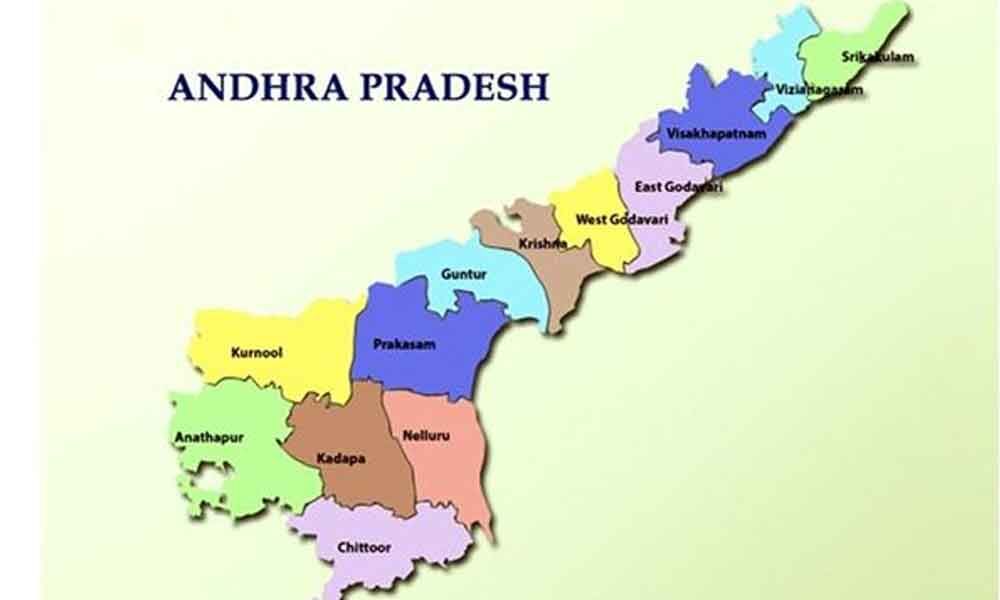 ANDHRA PRADESH
Srikakulam
Vizianagaram
Visakhapatnam
East Godavari
West Godavari
Krishna
Guntur
Prakasam
Kurnool
Anathapur
Nelluru
Kadapa
Chittoor